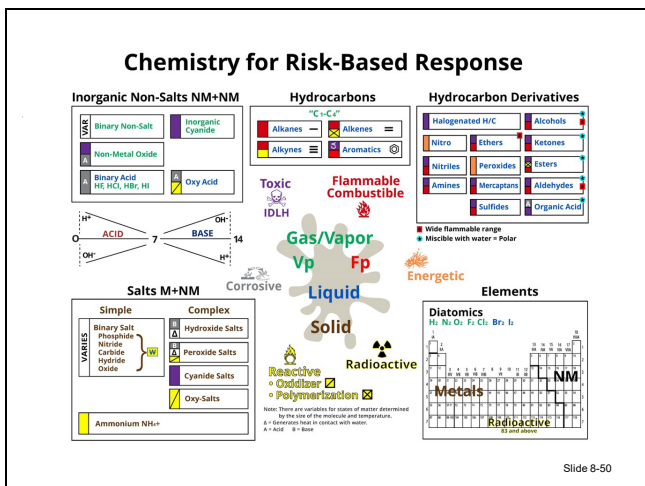 Chemistry for Risk-Based Response
Inorganic Non-Salts NM+NM
VAR
Binary Non-Salt
Inorganic
Cyanide
A
Non-Metal Oxide
A
Binary Acid
HF, HCl, HBr, HI
A
Oxy Acid
Hydrocarbons
"C₁-C₄"
Alkanes
Alkenes
Alkynes
Aromatics
Hydrocarbon Derivatives
Halogenated H/C
Alcohols
Nitro
Ethers
Ketones
Nitriles
Peroxides
Esters
Amines
Mercaptans
Aldehydes
Sulfides
A
Organic Acid
Wide flammable range
Miscible with water = Polar
H⁺
OH⁻
0
ACID
7
BASE
14
OH⁻
H⁺
Toxic
IDLH
Flammable
Combustible
Gas/Vapor
Vp
Fp
Liquid
Solid
Corrosive
Energetic
Reactive
• Oxidizer
• Polymerization
Radioactive
Note: There are variables for states of matter determined
by the size of the molecule and temperature.
Δ = Generates heat in contact with water.
A = Acid B = Base
Salts M+NM
Simple
VARIES
Binary Salt
Phosphide
Nitride
Carbide
Hydride
Oxide
W
Complex
B
Δ
Hydroxide Salts
B
Δ
Peroxide Salts
Cyanide Salts
Oxy-Salts
Ammonium NH₄+
Elements
Diatomics
H₂ N₂ O₂ F₂ Cl₂ Br₂ I₂
Metals
NM
Radioactive
83 and above
Slide 8-50